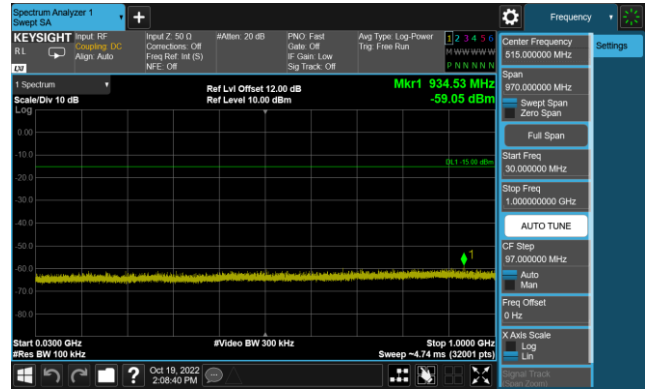 Spectrum Analyzer 1
Swept SA
Frequency
KEYSIGHT
RL
LXI
Input: RF
Coupling: DC
Align: Auto
Input Z: 50 Ω
Corrections: Off
Freq Ref: Int (S)
NFE: Off
#Atten: 20 dB
PNO: Fast
Gate: Off
IF Gain: Low
Sig Track: Off
Avg Type: Log-Power
Trig: Free Run
1 2 3 4 5 6
M W W W W W
P N N N N N
1 Spectrum
Scale/Div 10 dB
Log
Ref Lvl Offset 12.00 dB
Ref Level 10.00 dBm
Mkr1 934.53 MHz
-59.05 dBm
0.00
-10.0
DL1 -15.00 dBm
-20.0
-30.0
-40.0
-50.0
1
-60.0
-70.0
-80.0
Start 0.0300 GHz
#Res BW 100 kHz
#Video BW 300 kHz
Stop 1.0000 GHz
Sweep ~4.74 ms (32001 pts)
Oct 19, 2022
2:08:40 PM
Center Frequency
515.000000 MHz
Settings
Span
970.000000 MHz
Swept Span
Zero Span
Full Span
Start Freq
30.000000 MHz
Stop Freq
1.000000000 GHz
AUTO TUNE
CF Step
97.000000 MHz
Auto
Man
Freq Offset
0 Hz
X Axis Scale
Log
Lin
Signal Track
(Span Zoom)